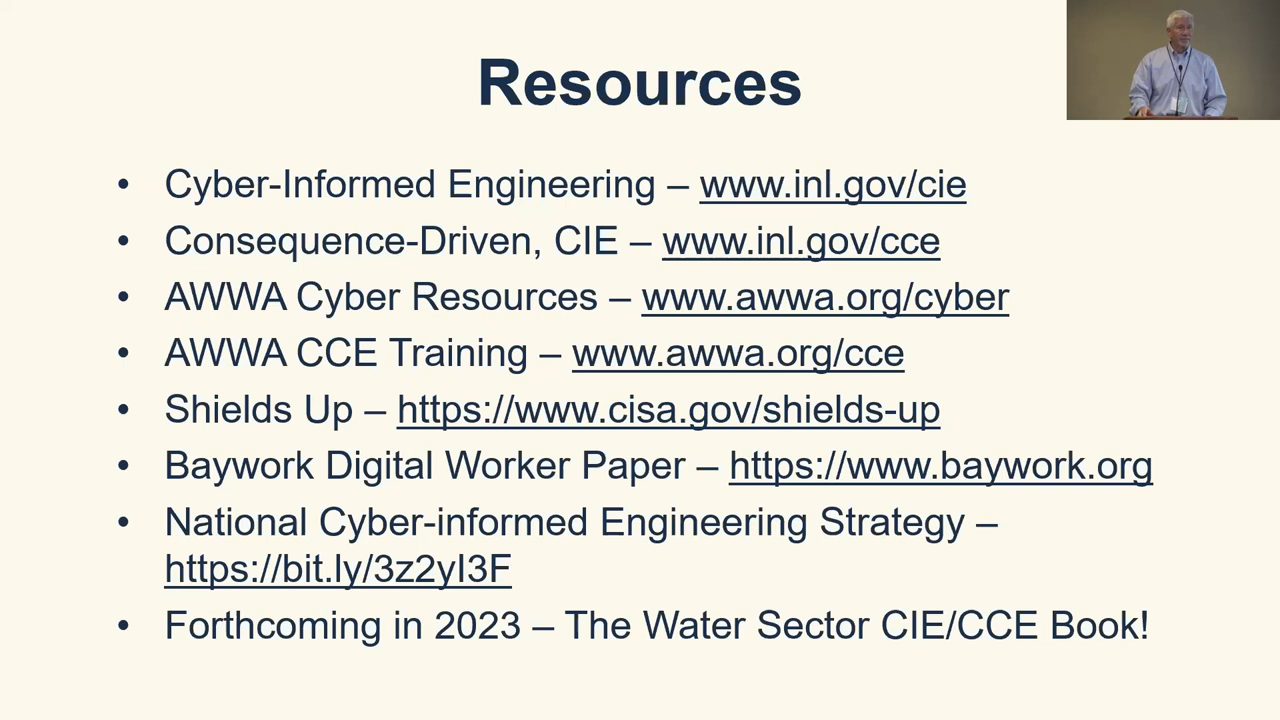 Resources
• Cyber-Informed Engineering – www.inl.gov/cie
• Consequence-Driven, CIE – www.inl.gov/cce
• AWWA Cyber Resources – www.awwa.org/cyber
• AWWA CCE Training – www.awwa.org/cce
• Shields Up – https://www.cisa.gov/shields-up
• Baywork Digital Worker Paper – https://www.baywork.org
• National Cyber-informed Engineering Strategy –
https://bit.ly/3z2yI3F
• Forthcoming in 2023 – The Water Sector CIE/CCE Book!